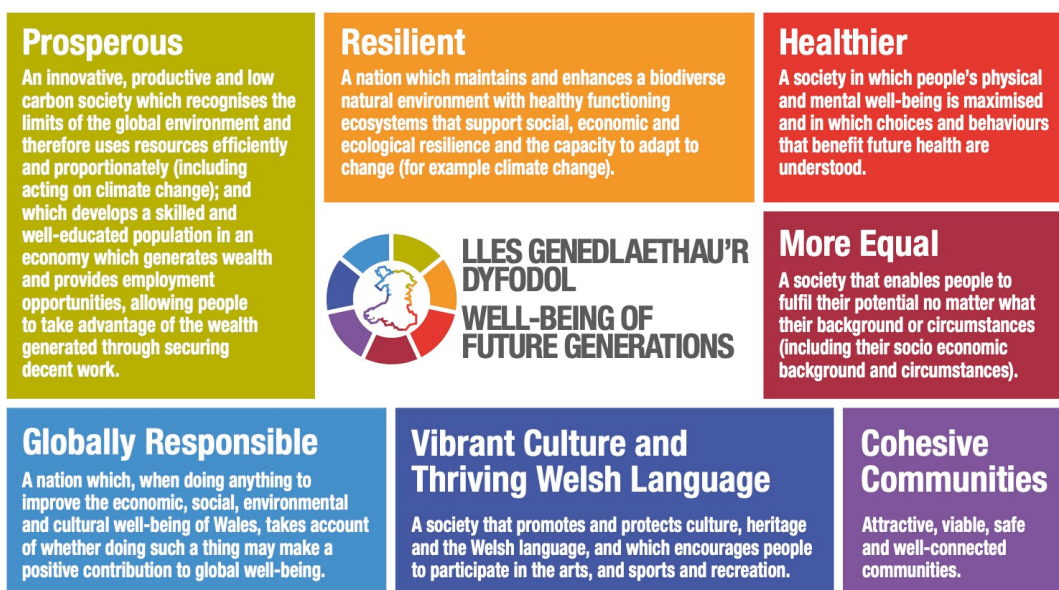 Prosperous
An innovative, productive and low
carbon society which recognises the
limits of the global environment and
therefore uses resources efficiently
and proportionately (including
acting on climate change); and
which develops a skilled and
well-educated population in an
economy which generates wealth
and provides employment
opportunities, allowing people
to take advantage of the wealth
generated through securing
decent work.
Resilient
A nation which maintains and enhances a biodiverse
natural environment with healthy functioning
ecosystems that support social, economic and
ecological resilience and the capacity to adapt to
change (for example climate change).
Healthier
A society in which people's physical
and mental well-being is maximised
and in which choices and behaviours
that benefit future health are
understood.
LLES GENEDLAETHAU'R
DYFODOL
WELL-BEING OF
FUTURE GENERATIONS
More Equal
A society that enables people to
fulfil their potential no matter what
their background or circumstances
(including their socio economic
background and circumstances).
Globally Responsible
A nation which, when doing anything to
improve the economic, social, environmental
and cultural well-being of Wales, takes account
of whether doing such a thing may make a
positive contribution to global well-being.
Vibrant Culture and
Thriving Welsh Language
A society that promotes and protects culture, heritage
and the Welsh language, and which encourages people
to participate in the arts, and sports and recreation.
Cohesive
Communities
Attractive, viable, safe
and well-connected
communities.